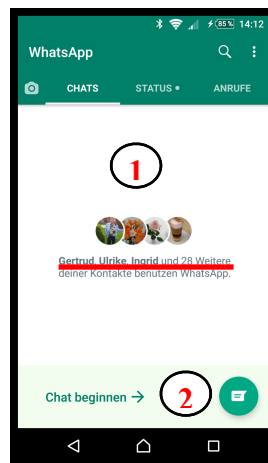 85% 14:12
WhatsApp
CHATS STATUS • ANRUFE
1
Gertrud, Ulrike, Ingrid und 28 Weitere
deiner Kontakte benutzen WhatsApp.
Chat beginnen →
2